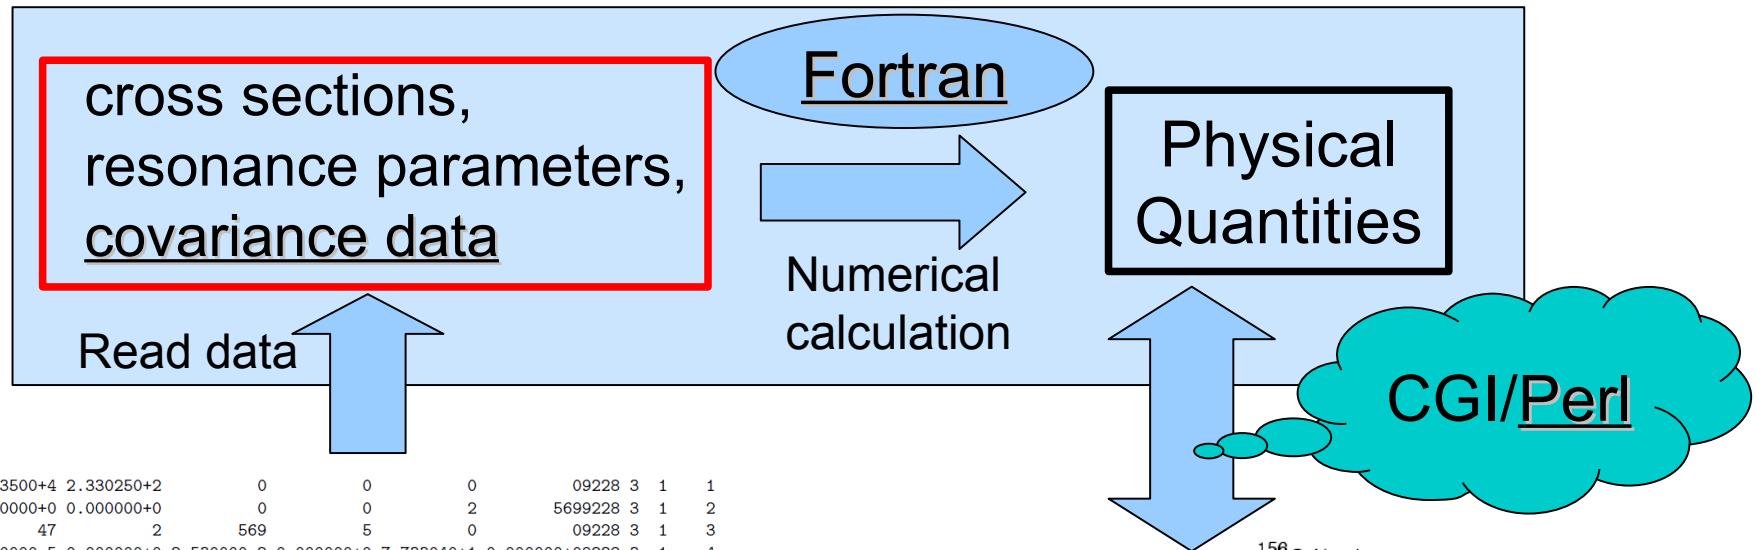 Fortran
cross sections,
resonance parameters,
covariance data
Physical
Quantities
Numerical
calculation
Read data
CGI/Perl
3500+4 2.330250+2 0 0 0 09228 3 1 1
0000+0 0.000000+0 0 0 2 5699228 3 1 2
47 2 569 5 0 09228 3 1 3